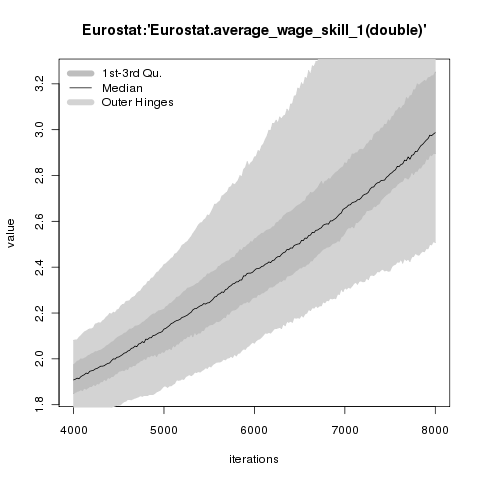 Eurostat:'Eurostat.average_wage_skill_1(double)'
1st-3rd Qu.
Median
Outer Hinges
value
3.2
3.0
2.8
2.6
2.4
2.2
2.0
1.8
4000 5000 6000 7000 8000
iterations